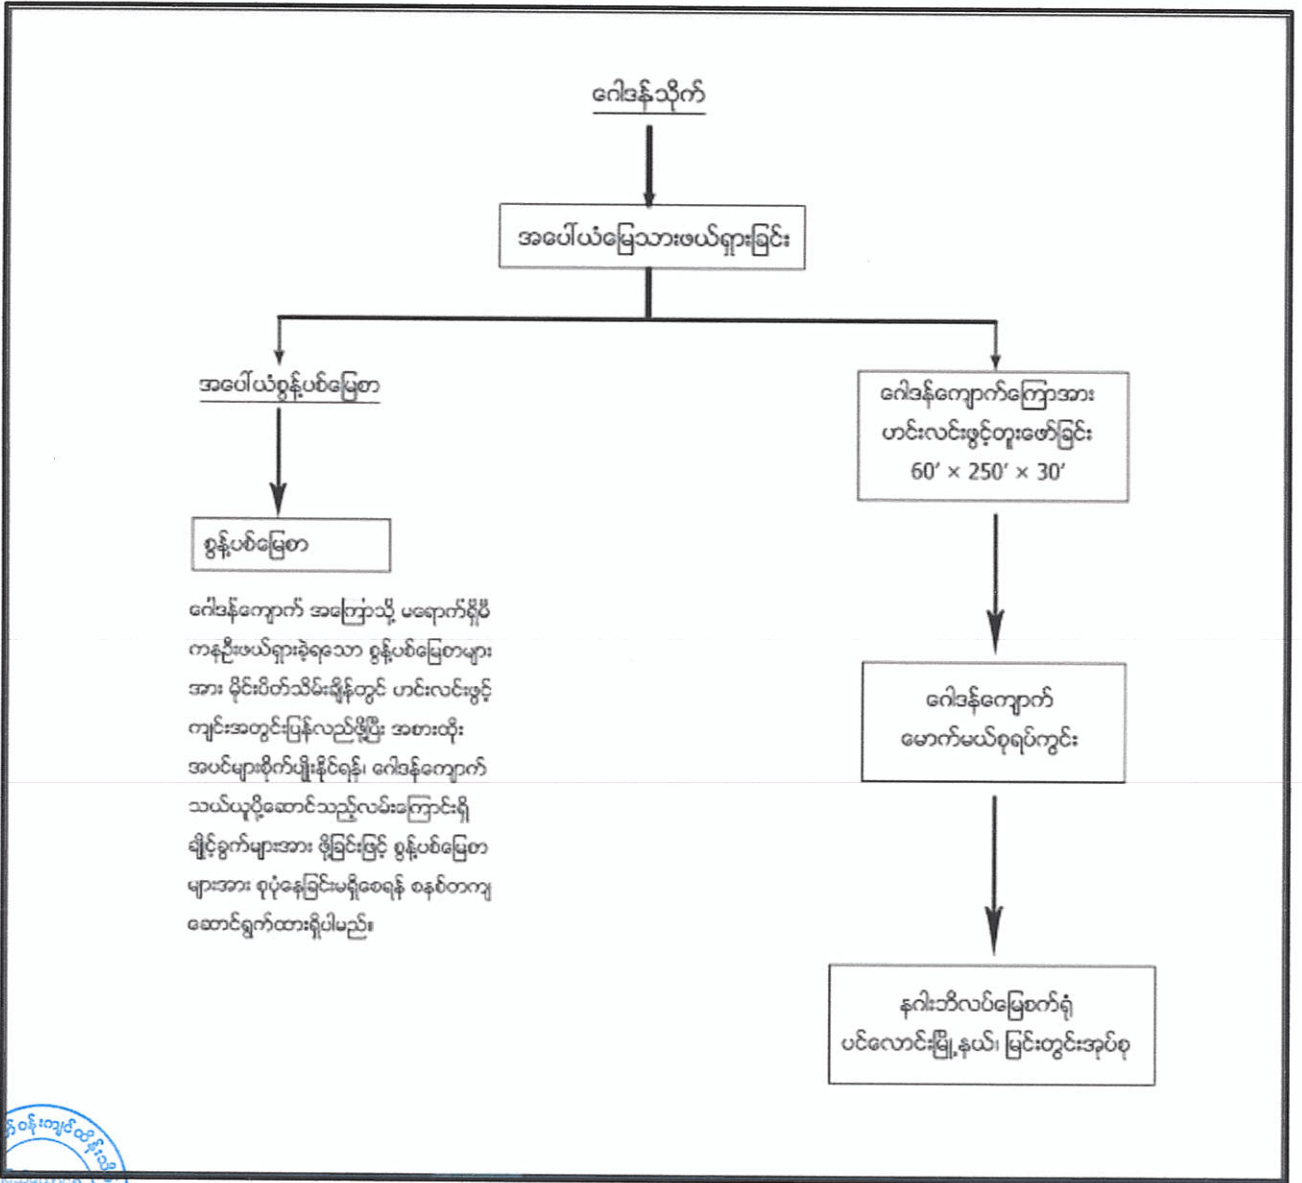 ဂေါ်ဒန်သိုက်
အပေါ်ယံမြေသားဖယ်ရှားခြင်း
အပေါ်ယံစွန့်ပစ်မြေစာ
စွန့်ပစ်မြေစာ
ဂေါ်ဒန်ကျောက် အကြောသို့ မရောက်ရှိမီ
ကနဦးဖယ်ရှားခဲ့ရသော စွန့်ပစ်မြေစာများ
အား မိုင်းပိတ်သိမ်းချိန်တွင် ဟင်းလင်းဖွင့်
ကျင်းအတွင်းပြန်လည်ဖို့ပြီး အစားထိုး
အပင်များစိုက်ပျိုးနိုင်ရန်၊ ဂေါ်ဒန်ကျောက်
သယ်ယူပို့ဆောင်သည့်လမ်းကြောင်းရှိ
ချိုင့်ခွက်များအား ဖို့ခြင်းဖြင့် စွန့်ပစ်မြေစာ
များအား စုပုံနေခြင်းမရှိစေရန် စနစ်တကျ
ဆောင်ရွက်ထားရှိပါမည်။
ဂေါ်ဒန်ကျောက်ကြောအား
ဟင်းလင်းဖွင့်တူးဖော်ခြင်း
60′ × 250′ × 30′
ဂေါ်ဒန်ကျောက်
မောက်မယ်စုရပ်ကွင်း
နဂါးဘိလပ်မြေစက်ရုံ
ပင်လောင်းမြို့နယ်၊ မြင်းတွင်းအုပ်စု
ဝန်းကျင်ထိန်းသိ